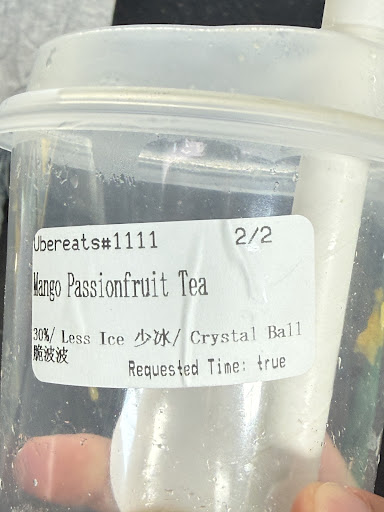 Ubereats#1111 2/2
Mango Passionfruit Tea
30%/ Less Ice 少冰/ Crystal Ball
脆波波
Requested Time: true